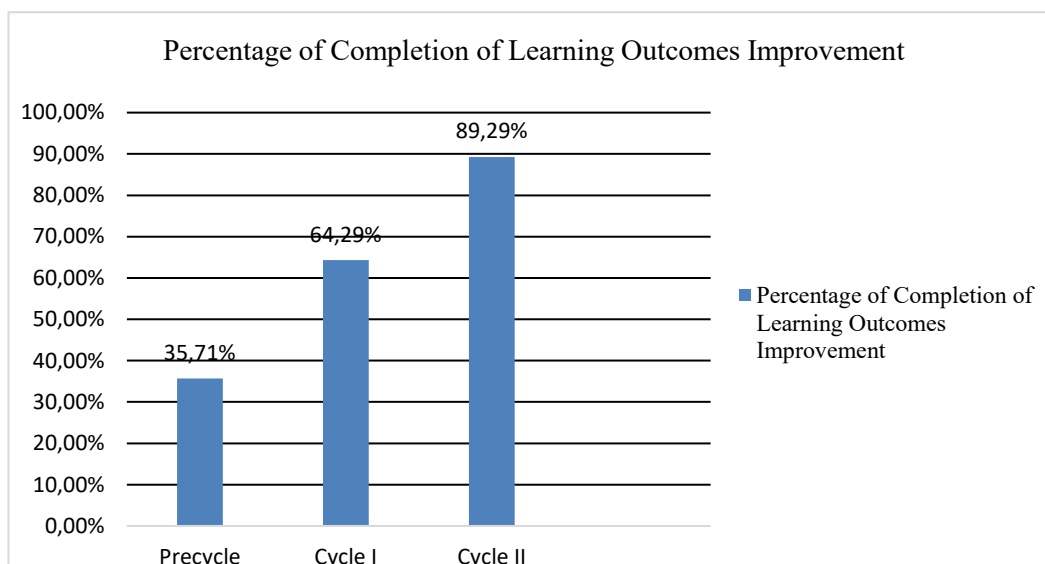 Percentage of Completion of Learning Outcomes Improvement
100,00%
90,00%
80,00%
70,00%
60,00%
50,00%
40,00%
30,00%
20,00%
10,00%
0,00%
35,71%
64,29%
89,29%
Precycle
Cycle I
Cycle II
Percentage of Completion of
Learning Outcomes
Improvement